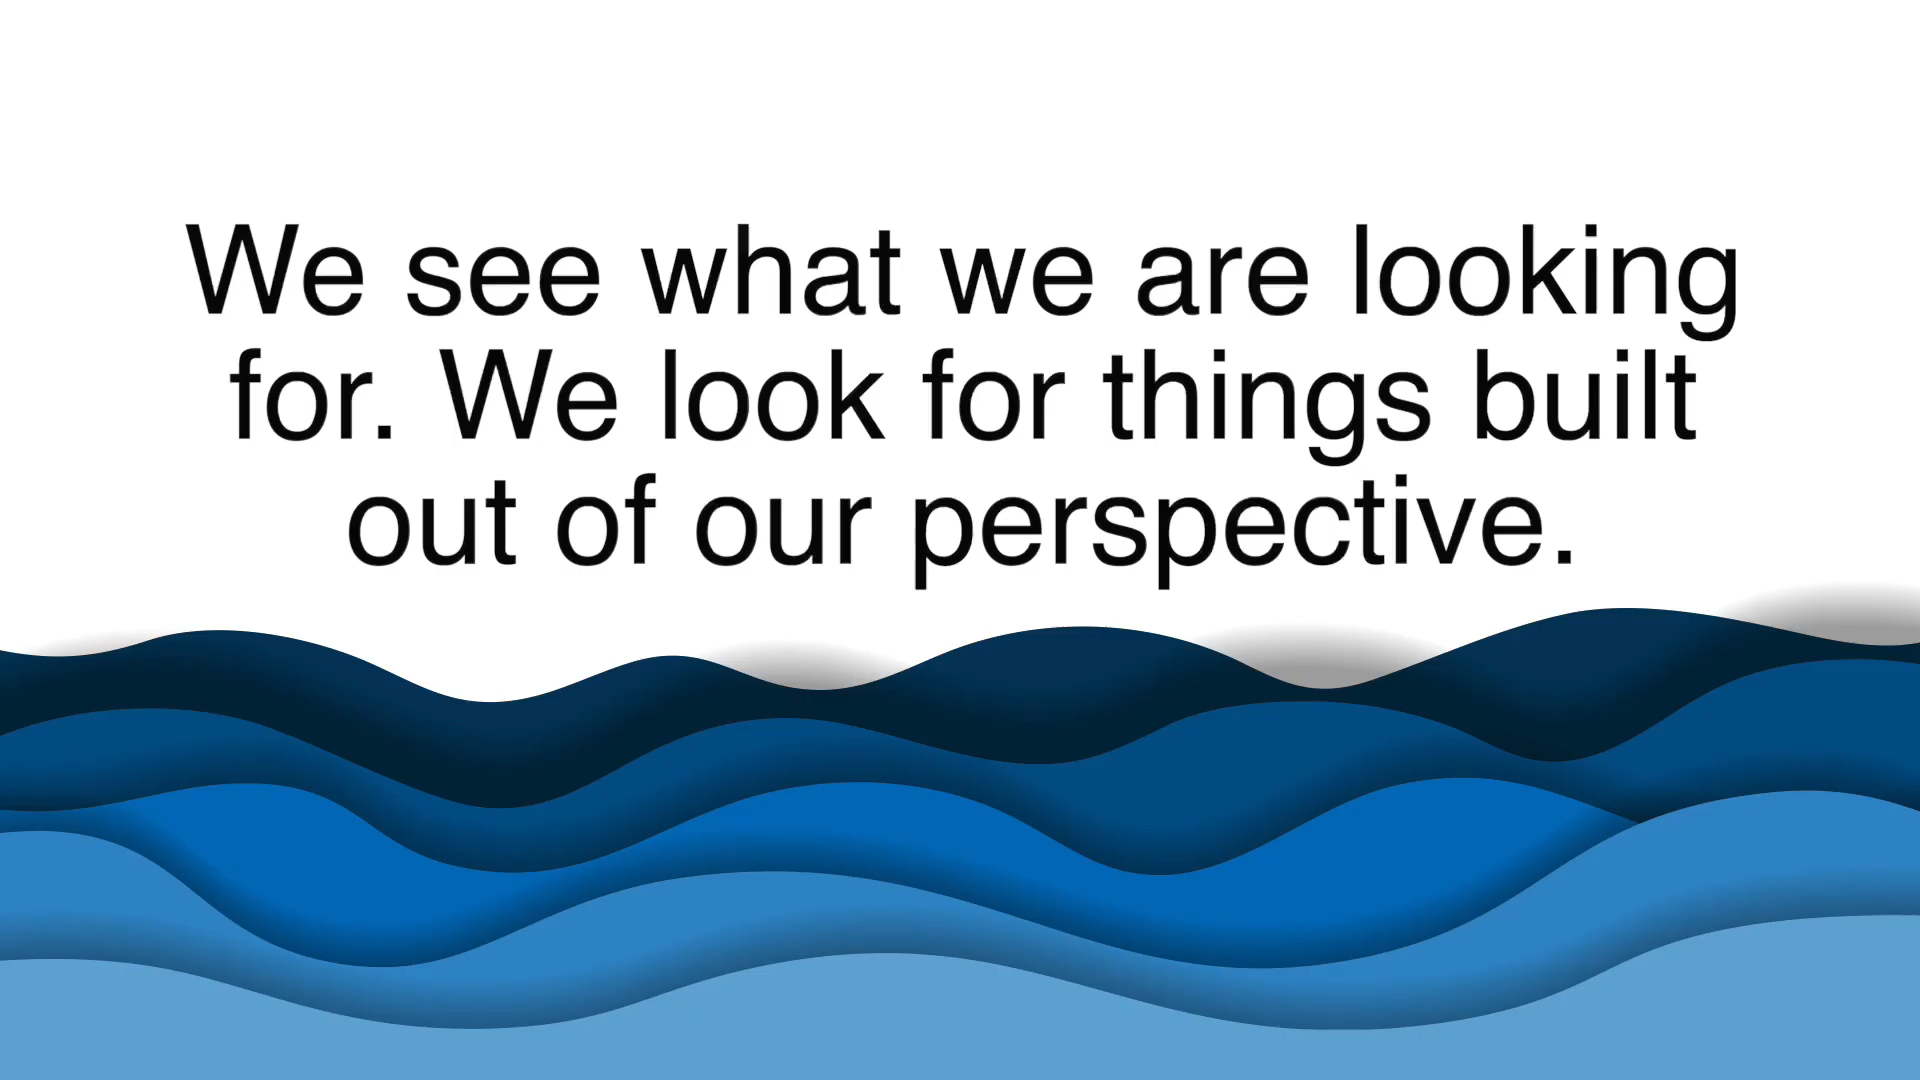 We see what we are looking
for. We look for things built
out of our perspective.